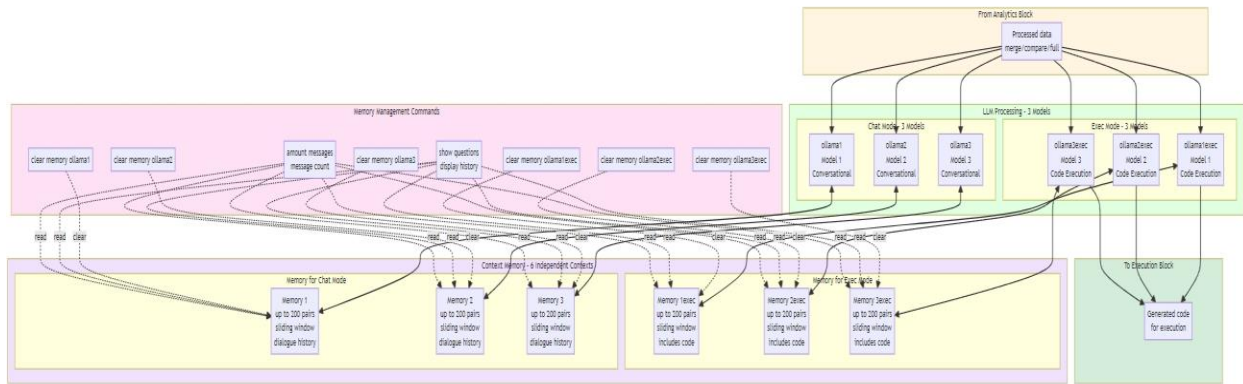 From Analytics Block
Processed data
merge/compare/full
Memory Management Commands
clear memory ollama1
clear memory ollama2
amount messages
message count
clear memory ollama3
show questions
display history
clear memory ollama1exec
clear memory ollama2exec
clear memory ollama3exec
LLM Processing - 3 Models
Chat Mode - 3 Models
ollama1
Model 1
Conversational
ollama2
Model 2
Conversational
ollama3
Model 3
Conversational
Exec Mode - 3 Models
ollama3exec
Model 3
Code Execution
ollama2exec
Model 2
Code Execution
ollama1exec
Model 1
Code Execution
read
read
clear
read
read
clear
read
read
clear
read
read
clear
read
read
clear
read
read
clear
Context Memory - 6 Independent Contexts
Memory for Chat Mode
Memory 1
up to 200 pairs
sliding window
dialogue history
Memory 2
up to 200 pairs
sliding window
dialogue history
Memory 3
up to 200 pairs
sliding window
dialogue history
Memory for Exec Mode
Memory 1exec
up to 200 pairs
sliding window
includes code
Memory 2exec
up to 200 pairs
sliding window
includes code
Memory 3exec
up to 200 pairs
sliding window
includes code
To Execution Block
Generated code
for execution